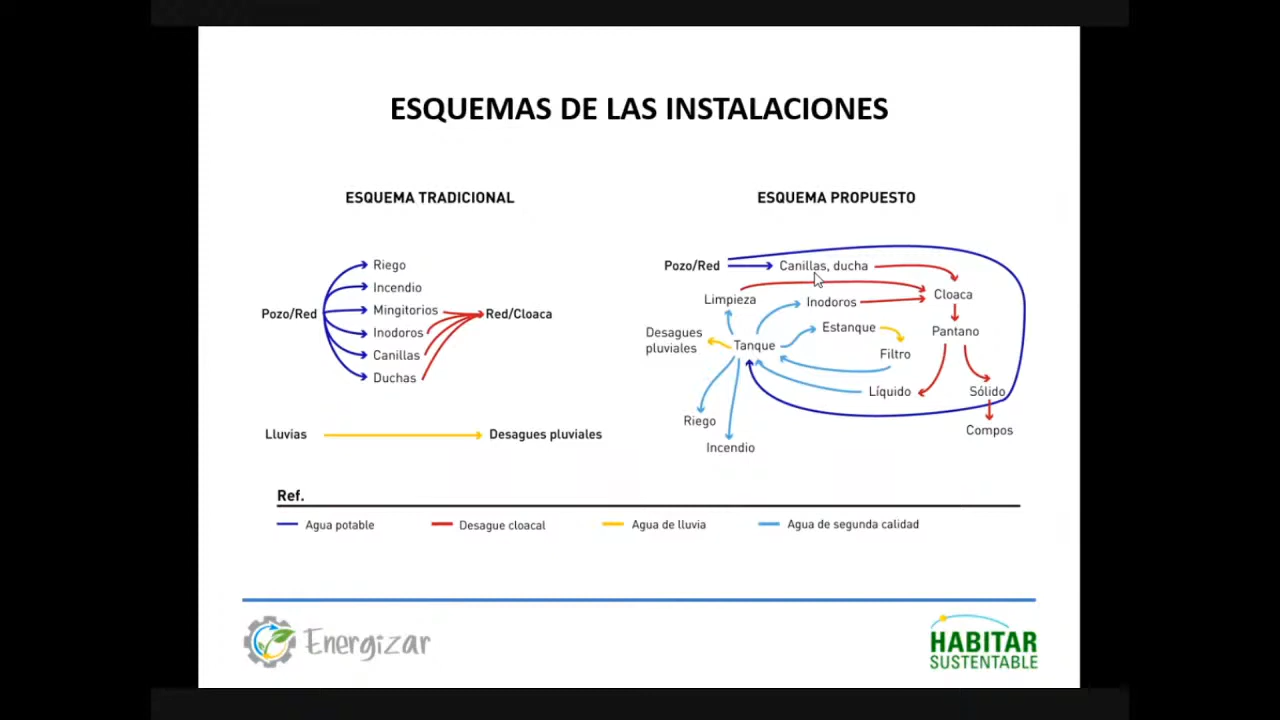 ESQUEMAS DE LAS INSTALACIONES
ESQUEMA TRADICIONAL
Pozo/Red
Riego
Incendio
Mingitorios
Inodoros
Canillas
Duchas
Red/Cloaca
Lluvias
Desagues pluviales
ESQUEMA PROPUESTO
Pozo/Red
Canillas, ducha
Limpieza
Inodoros
Cloaca
Desagues
pluviales
Tanque
Estanque
Pantano
Filtro
Líquido
Sólido
Riego
Compos
Incendio
Ref.
Agua potable
Desague cloacal
Agua de lluvia
Agua de segunda calidad
Energizar
HABITAR
SUSTENTABLE